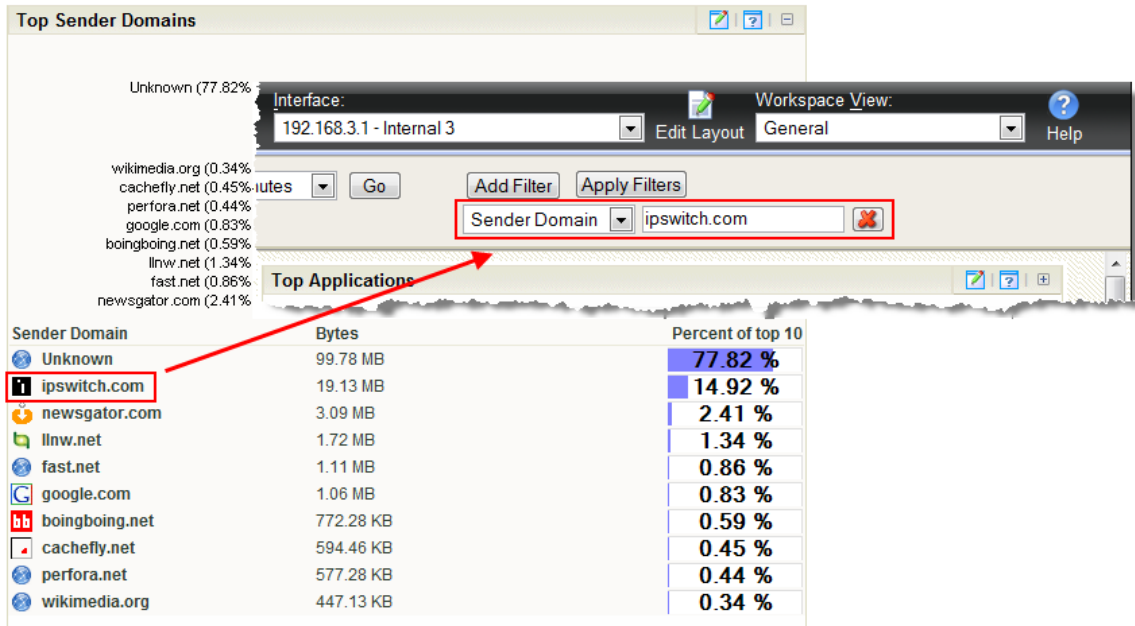 Top Sender Domains
Unknown (77.82%
Interface:
Workspace View:
192.168.3.1 - Internal 3
Edit Layout
General
Help
wikimedia.org (0.34%
cachefly.net (0.45%
utes
Go
Add Filter
Apply Filters
perfora.net (0.44%
google.com (0.83%
Sender Domain
ipswitch.com
boingboing.net (0.59%
llnw.net (1.34%
fast.net (0.86%
Top Applications
newsgator.com (2.41%
Sender Domain Bytes Percent of top 10
Unknown 99.78 MB 77.82 %
ipswitch.com 19.13 MB 14.92 %
newsgator.com 3.09 MB 2.41 %
llnw.net 1.72 MB 1.34 %
fast.net 1.11 MB 0.86 %
google.com 1.06 MB 0.83 %
boingboing.net 772.28 KB 0.59 %
cachefly.net 594.46 KB 0.45 %
perfora.net 577.28 KB 0.44 %
wikimedia.org 447.13 KB 0.34 %